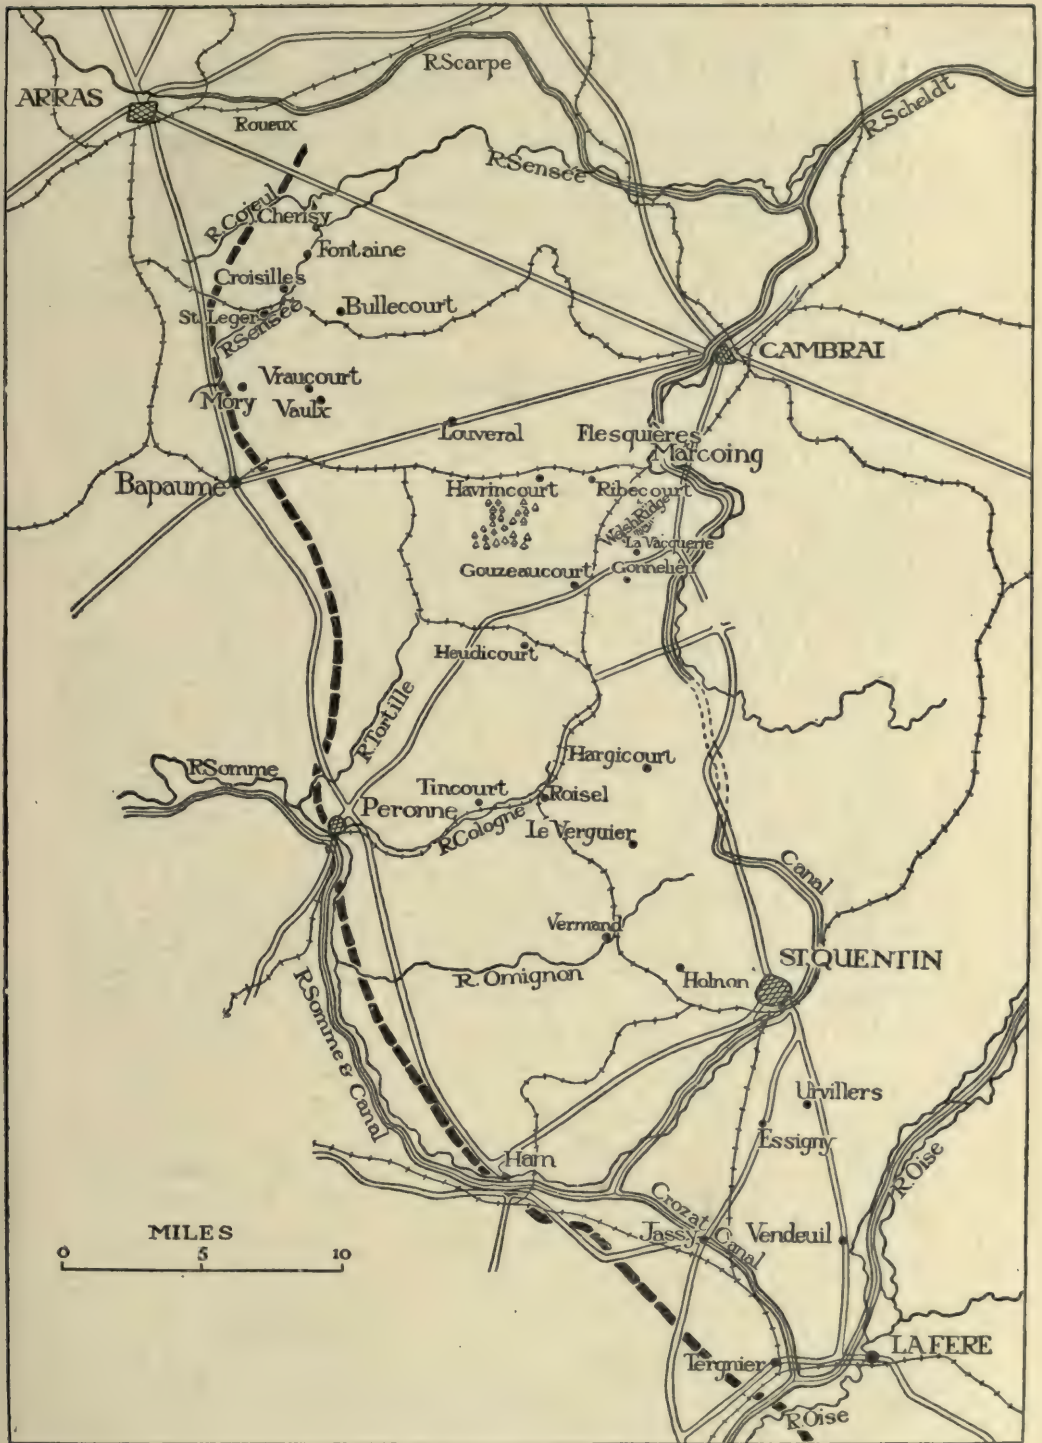 R.Scarpe
ARRAS
R.Scheldt
Roeux
R.Sensée
R.Cojeul
Cherisy
Fontaine
Croisilles
St.Leger
Bullecourt
R.Sensée
CAMBRAI
Vraucourt
Mory
Vaulx
Louveral
Flesquières
Marcoing
Bapaume
Havrincourt
Ribecourt
Welsh Ridge
La Vacquerie
Gouzeaucourt
Gonnelieu
Heudicourt
R.Tortille
Hargicourt
R.Somme
Tincourt
Roisel
Peronne
R.Cologne
Le Verguier
Canal
Vermand
ST.QUENTIN
R. Omignon
Holnon
R.Somme & Canal
Urvillers
Essigny
R.Oise
Ham
Crozat Canal
MILES
Jassy
Vendeuil
0 5 10
LA FERE
Tergnier
R.Oise